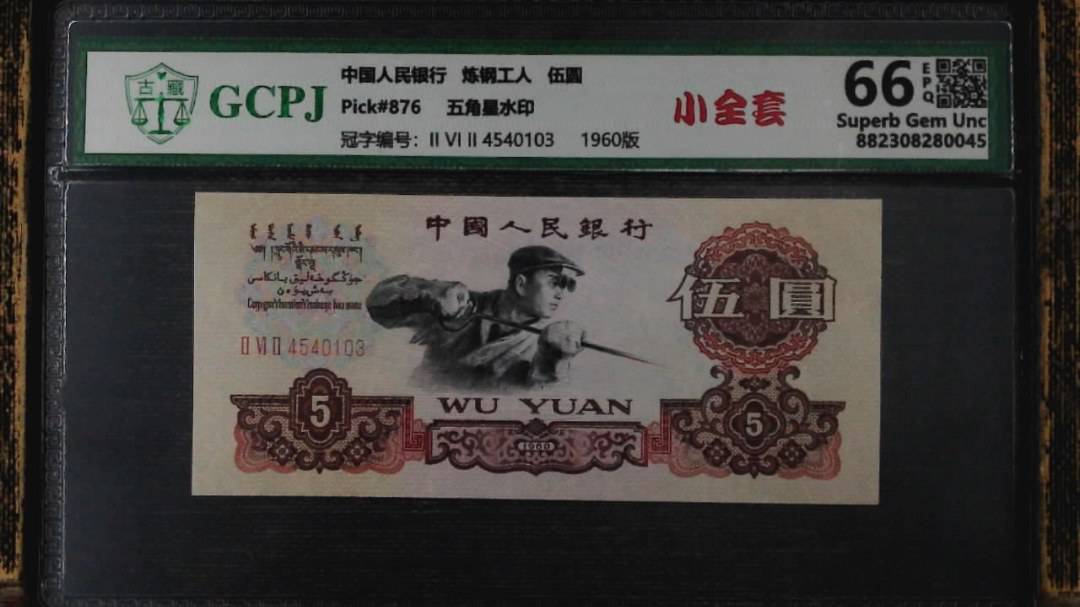 古藏
GCPJ
中国人民银行 炼钢工人 伍圆
Pick#876 五角星水印
冠字编号: II VI II 4540103 1960版
小全套
66 EPQ
Superb Gem Unc
882308280045
中國人民銀行
伍圓
II VI II 4540103
5
WU YUAN
1960
5